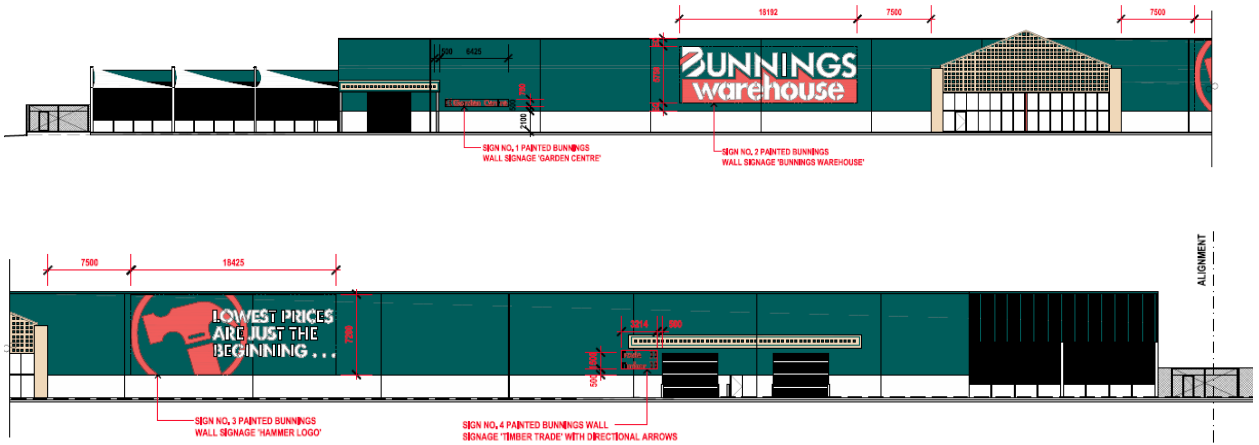 18192
7500
7500
500
6425
BUNNINGS
warehouse
2100
SIGN NO, 1 PAINTED BUNNINGS
WALL SIGNAGE 'GARDEN CENTRE'
SIGN NO, 2 PAINTED BUNNINGS
WALL SIGNAGE 'BUNNINGS WAREHOUSE'
7500
18425
ALIGNMENT
LOWEST PRICES
ARE JUST THE
BEGINNING . . .
3014
500
500
SIGN NO, 3 PAINTED BUNNINGS
WALL SIGNAGE 'HAMMER LOGO'
SIGN NO, 4 PAINTED BUNNINGS WALL
SIGNAGE 'TIMBER TRADE' WITH DIRECTIONAL ARROWS